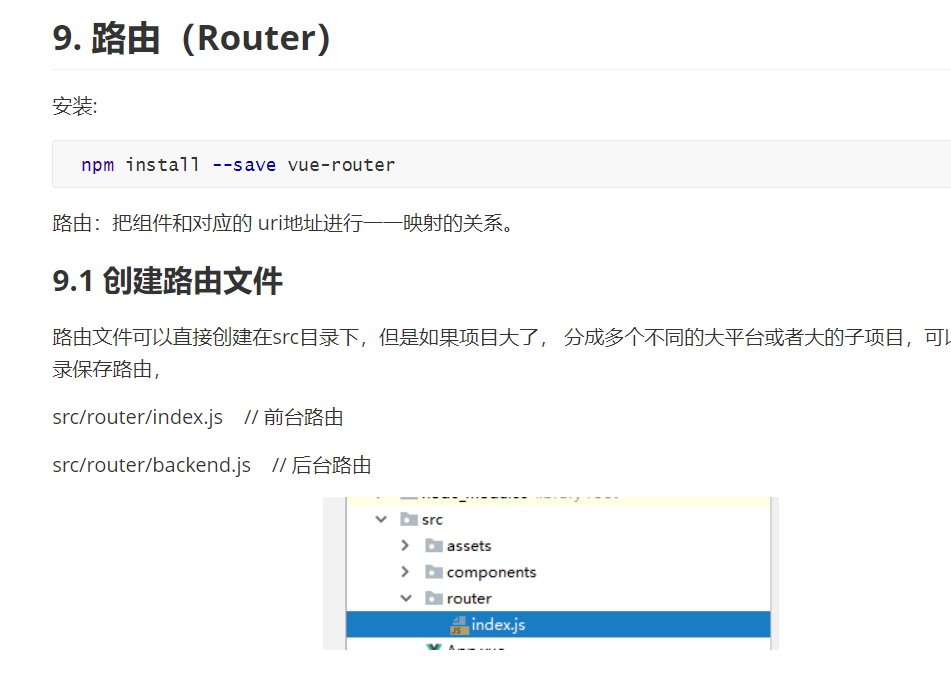 9. 路由（Router）
安装:
npm install --save vue-router
路由：把组件和对应的 uri地址进行一一映射的关系。
9.1 创建路由文件
路由文件可以直接创建在src目录下，但是如果项目大了， 分成多个不同的大平台或者大的子项目，可
录保存路由，
src/router/index.js // 前台路由
src/router/backend.js // 后台路由
src
assets
components
router
index.js